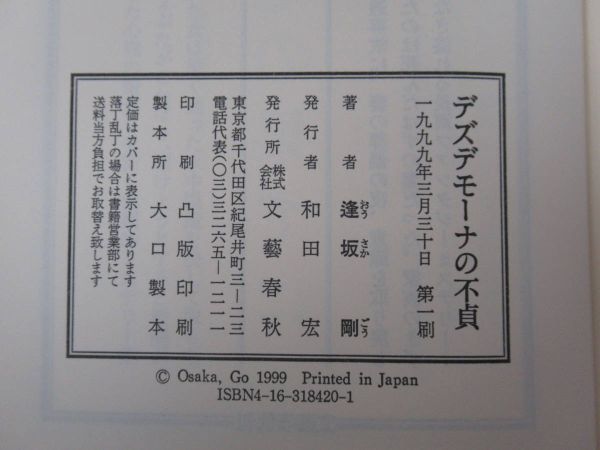 デズデモーナの不貞
一九九九年三月三十日 第一刷
著者 逢坂 剛
おう さか ごう
発行者 和田 宏
発行所 株式会社 文藝春秋
東京都千代田区紀尾井町三―二三
電話代表(〇三)三二六五―一二一一
印刷 凸版印刷
製本所 大口製本
定価はカバーに表示してあります
落丁乱丁の場合は書籍営業部にて
送料当方負担でお取替え致します
© Osaka, Go 1999 Printed in Japan
ISBN4-16-318420-1